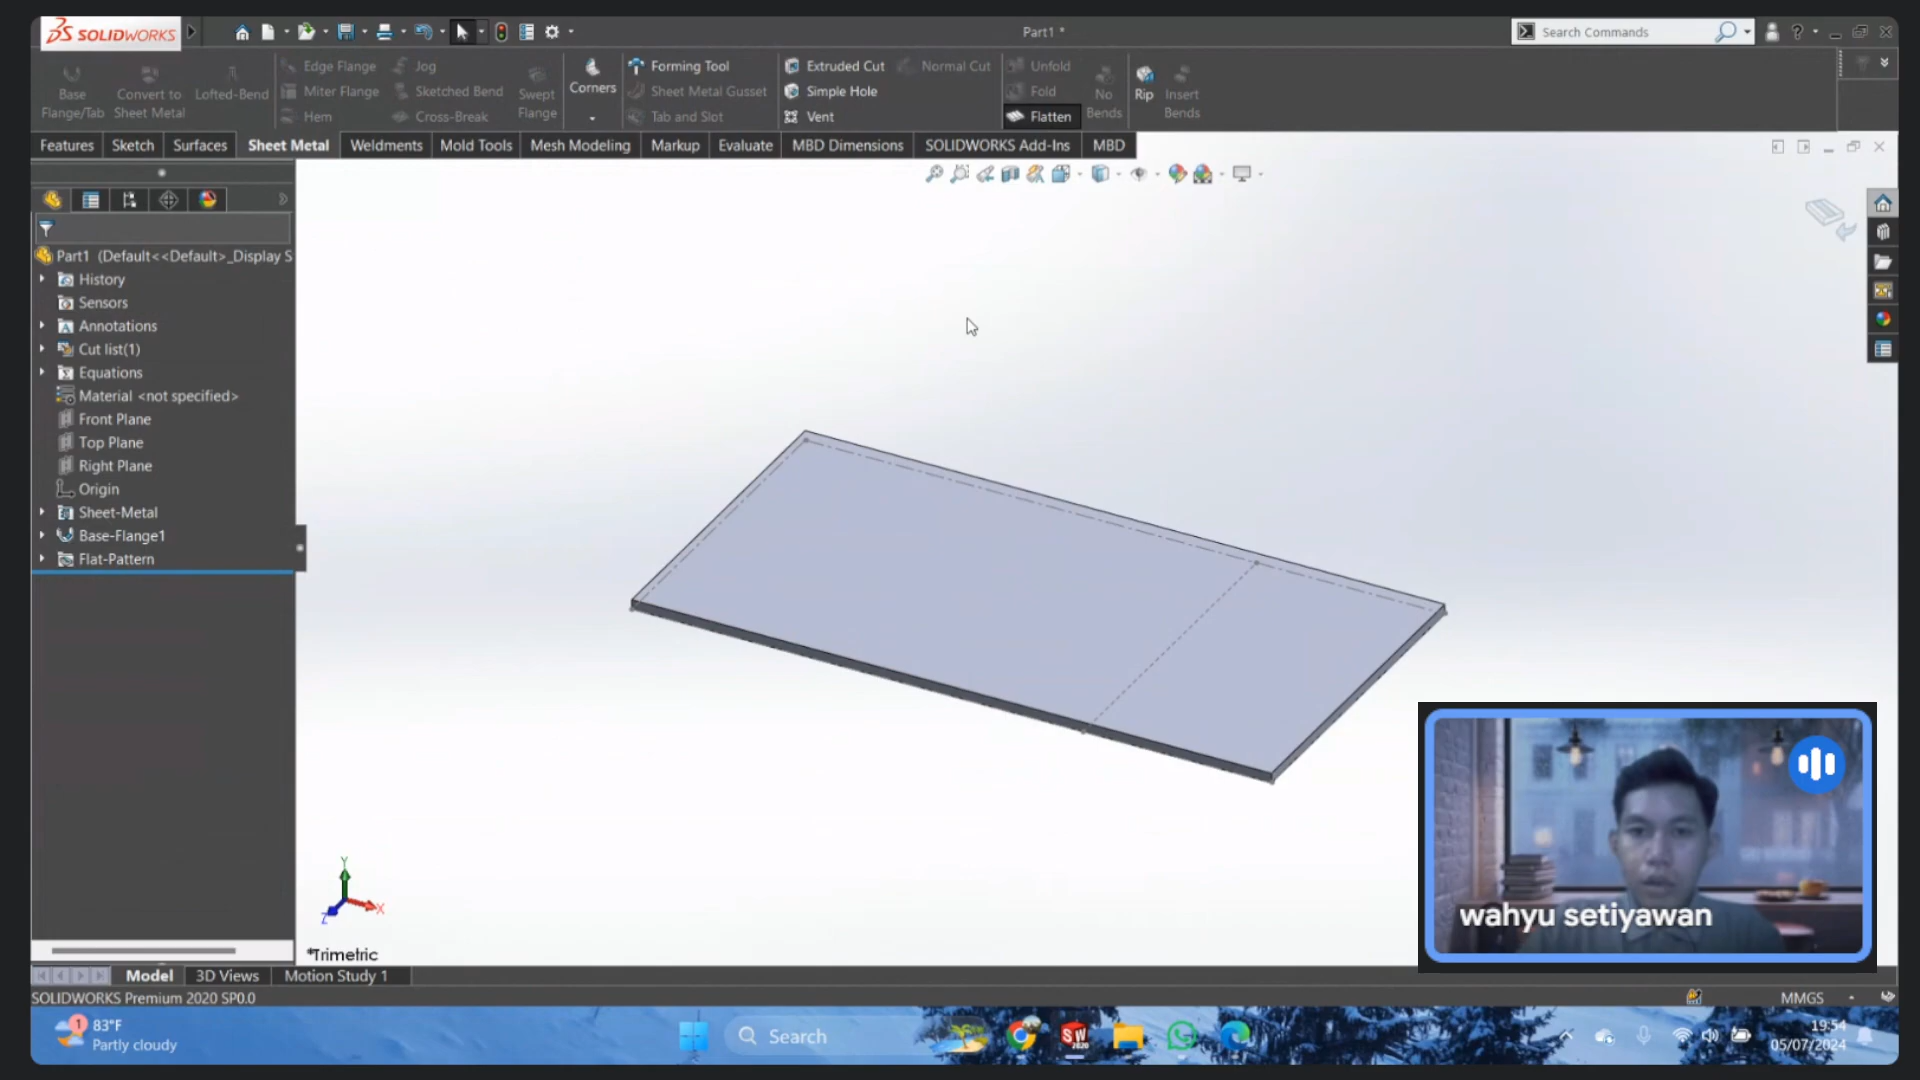 SOLIDWORKS
Part1 *
Search Commands
Base Flange/Tab
Convert to Sheet Metal
Lofted-Bend
Edge Flange
Miter Flange
Hem
Jog
Sketched Bend
Cross-Break
Swept Flange
Corners
Forming Tool
Sheet Metal Gusset
Tab and Slot
Extruded Cut
Simple Hole
Vent
Normal Cut
Unfold
Fold
Flatten
No Bends
Rip
Insert Bends
Features
Sketch
Surfaces
Sheet Metal
Weldments
Mold Tools
Mesh Modeling
Markup
Evaluate
MBD Dimensions
SOLIDWORKS Add-Ins
MBD
Part1 (Default<<Default>_Display S
History
Sensors
Annotations
Cut list(1)
Equations
Material <not specified>
Front Plane
Top Plane
Right Plane
Origin
Sheet-Metal
Base-Flange1
Flat-Pattern
Y
X
Z
*Trimetric
wahyu setiyawan
Model
3D Views
Motion Study 1
SOLIDWORKS Premium 2020 SP0.0
MMGS
1
83°F
Partly cloudy
Search
SW
2020
19:54
05/07/2024